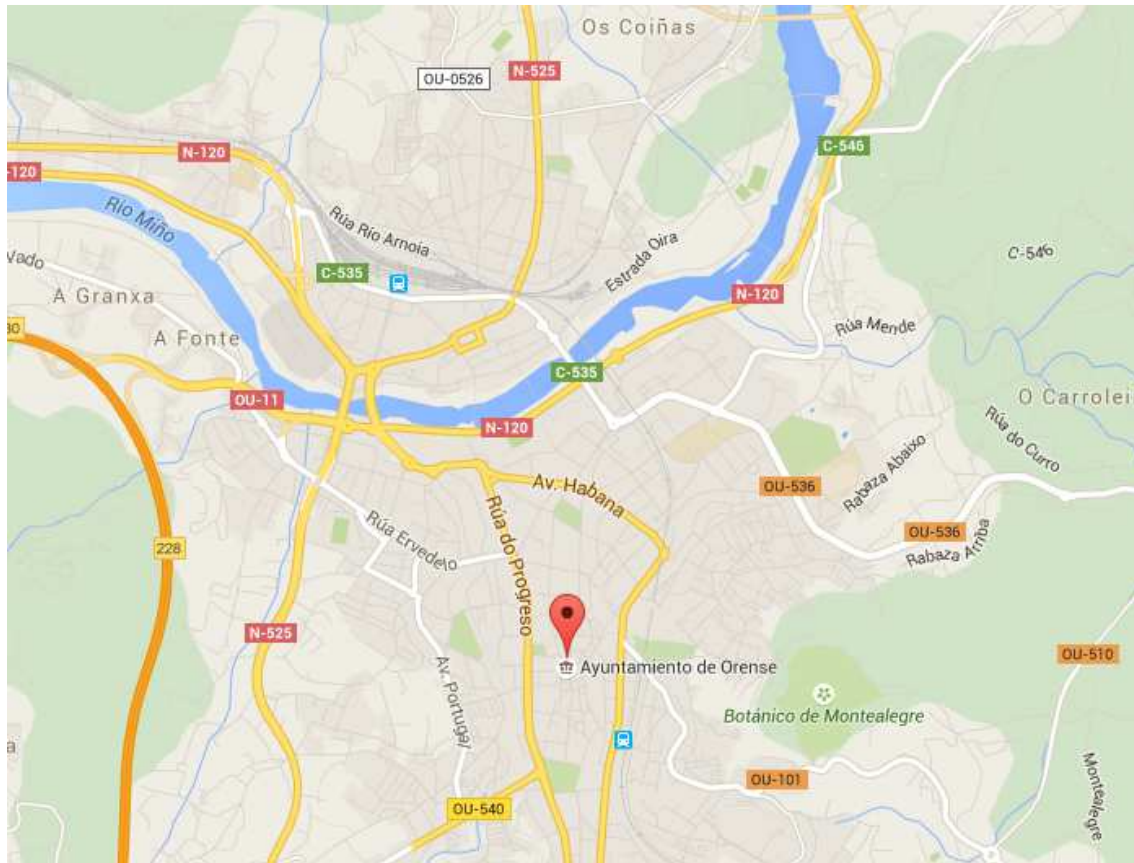 Os Coiñas
N-525
OU-0526
C-546
N-120
-120
Río Miño
Rúa Río Arnoia
Estrada Oira
C-546
Vado
C-535
A Granxa
N-120
30
Rúa Mende
A Fonte
C-535
O Carrolei
OU-11
N-120
Rúa do Curro
Rabaza Abaixo
Av. Habana
OU-536
Rúa do Progreso
Rúa Ervedelo
OU-536
Rabaza Arriba
228
N-525
OU-510
Ayuntamiento de Orense
Av. Portugal
Botánico de Montealegre
a
OU-101
Montealegre
OU-540